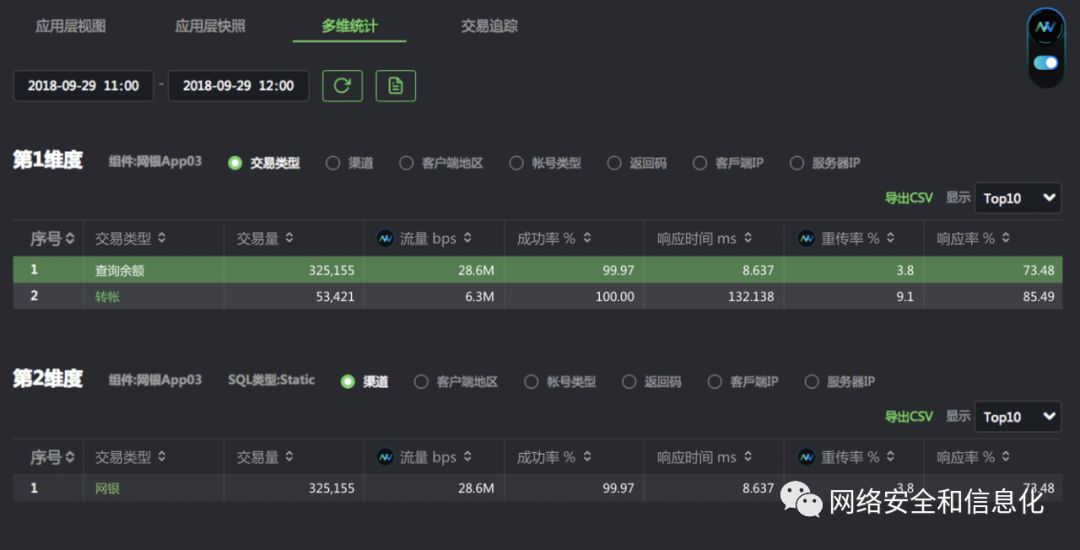 应用层视图 应用层快照 多维统计 交易追踪
2018-09-29 11:00 - 2018-09-29 12:00
第1维度 组件:网银App03 交易类型 渠道 客户端地区 帐号类型 返回码 客戶端IP 服务器IP
导出CSV 显示 Top10
序号 交易类型 交易量 流量 bps 成功率 % 响应时间 ms 重传率 % 响应率 %
1 查询余额 325,155 28.6M 99.97 8.637 3.8 73.48
2 转帐 53,421 6.3M 100.00 132.138 9.1 85.49
第2维度 组件:网银App03 SQL类型:Static 渠道 客户端地区 帐号类型 返回码 客戶端IP 服务器IP
导出CSV 显示 Top10
序号 交易类型 交易量 流量 bps 成功率 % 响应时间 ms 重传率 % 响应率 %
1 网银 325,155 28.6M 99.97 8.637 3.8 73.48
网络安全和信息化